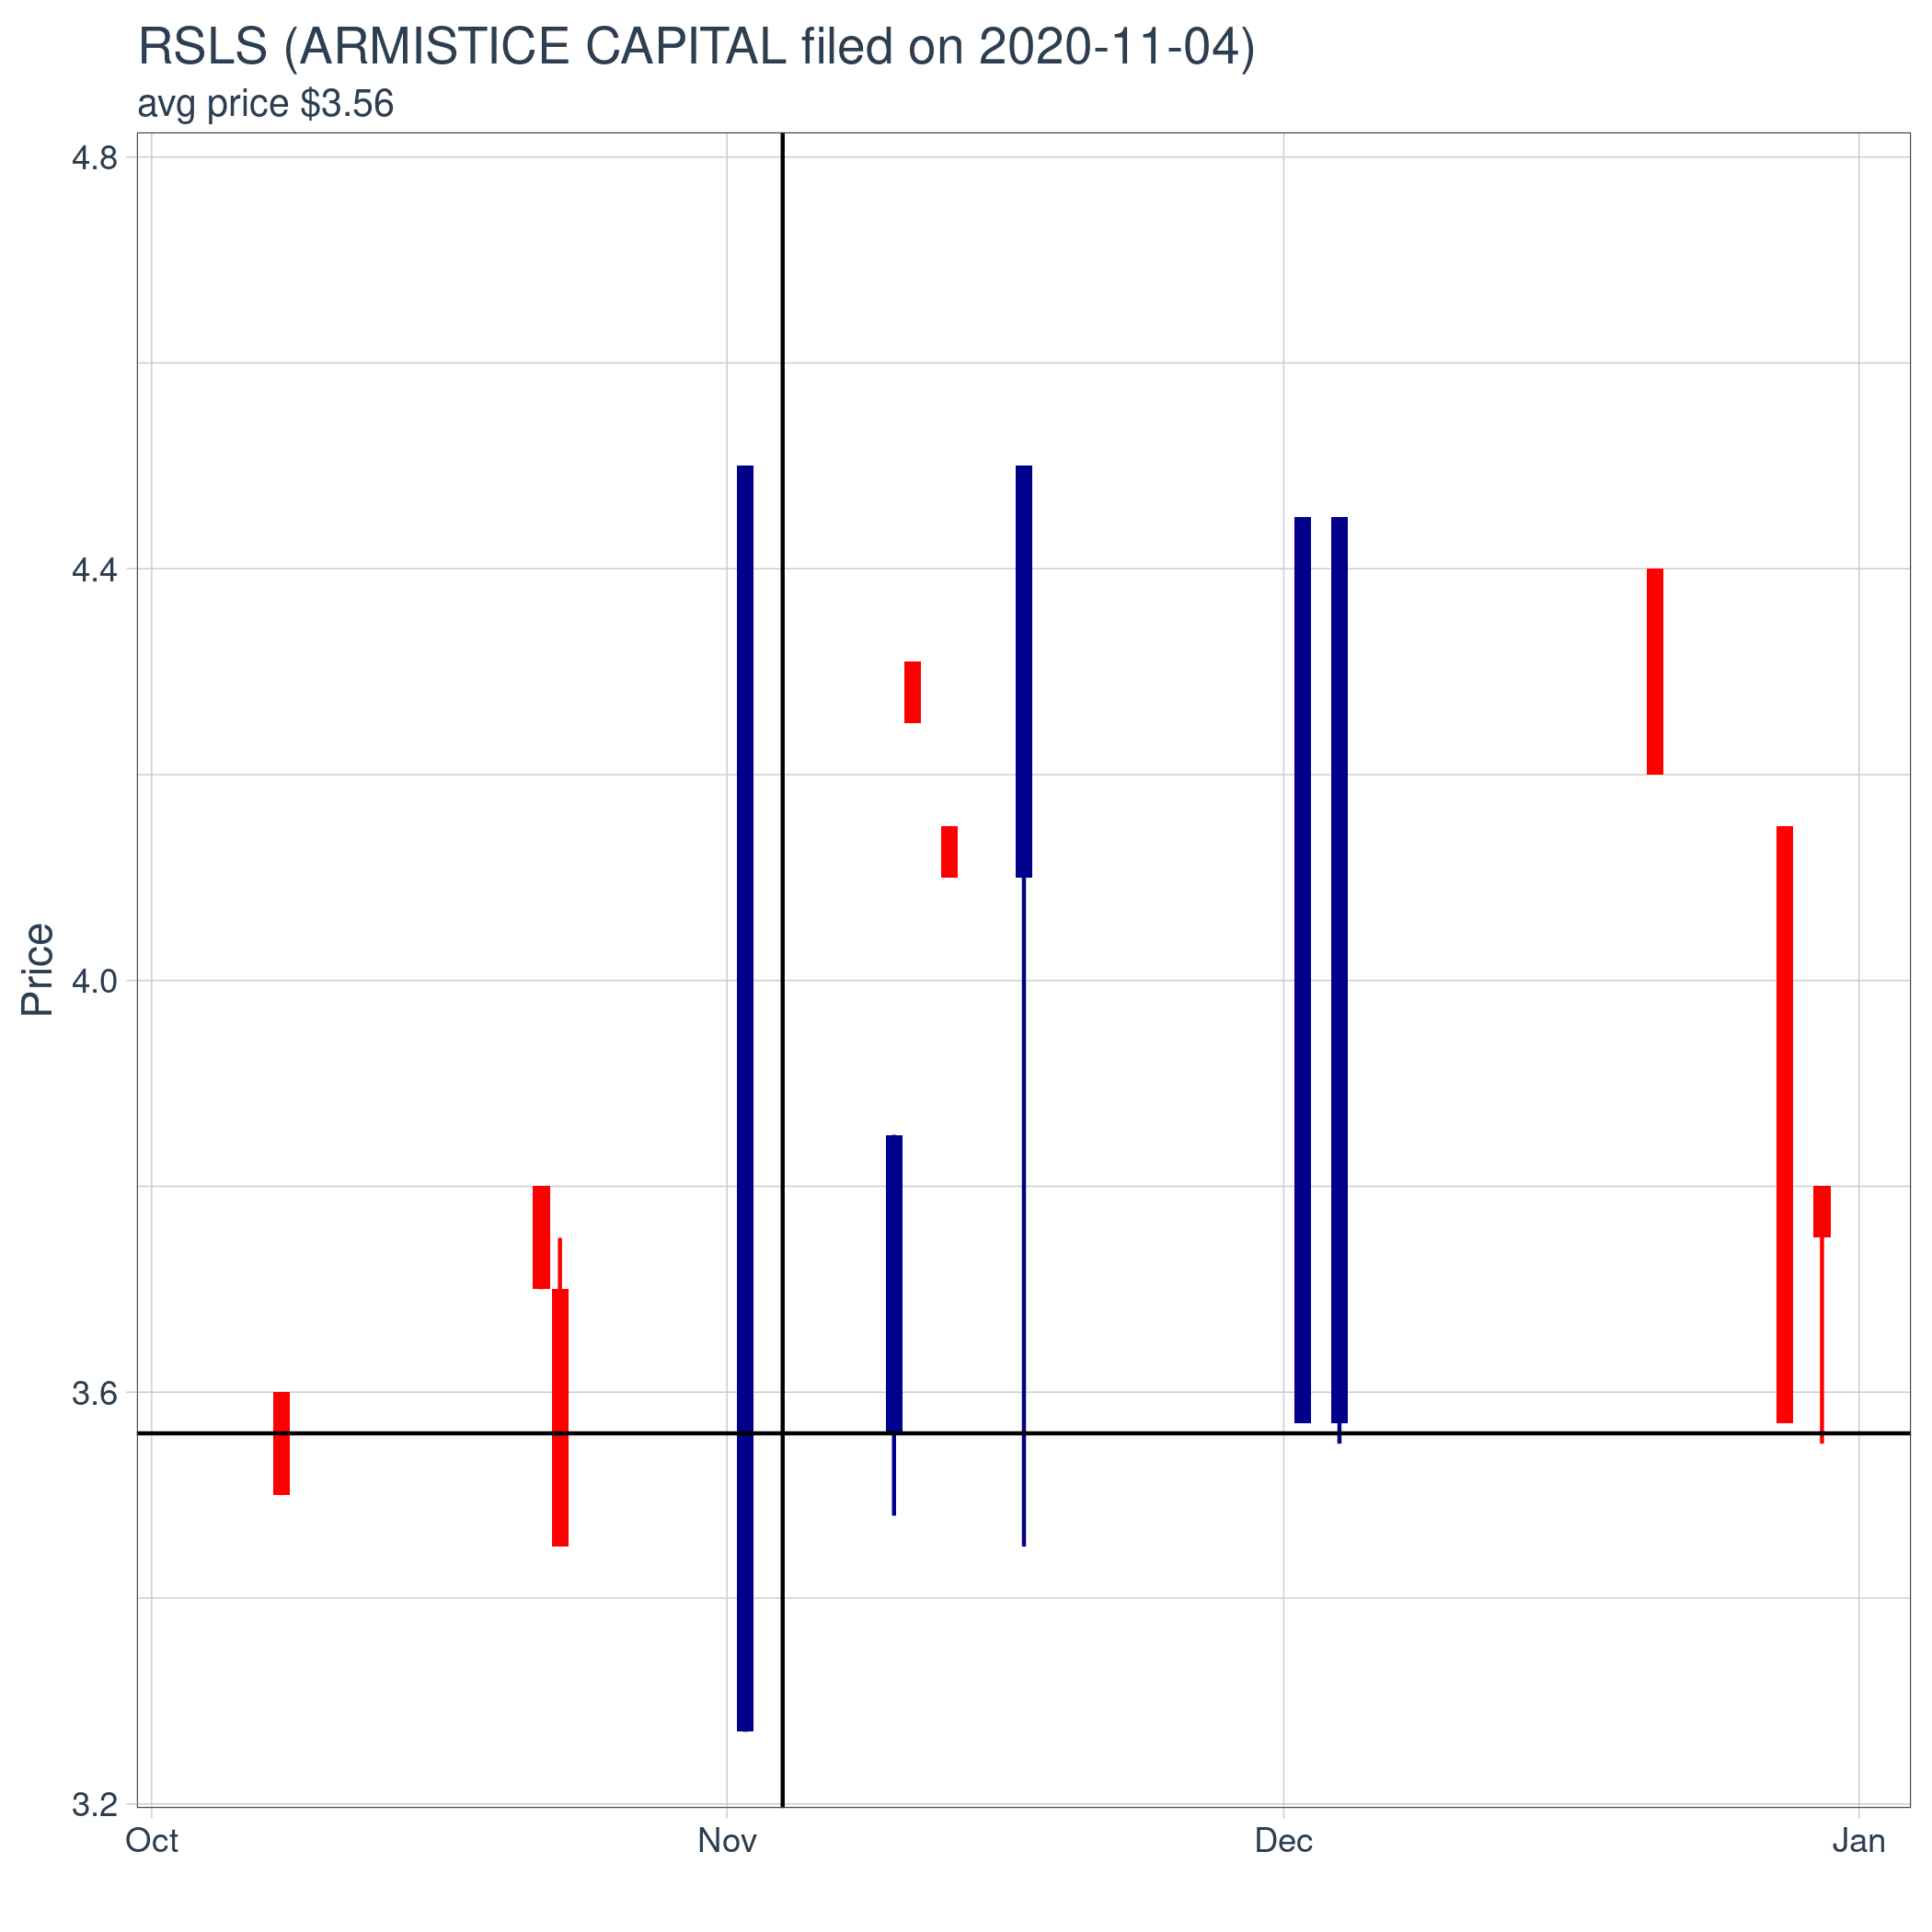 RSLS (ARMISTICE CAPITAL filed on 2020-11-04)
avg price $3.56
4.8
4.4
4.0
3.6
3.2
Price
Oct Nov Dec Jan